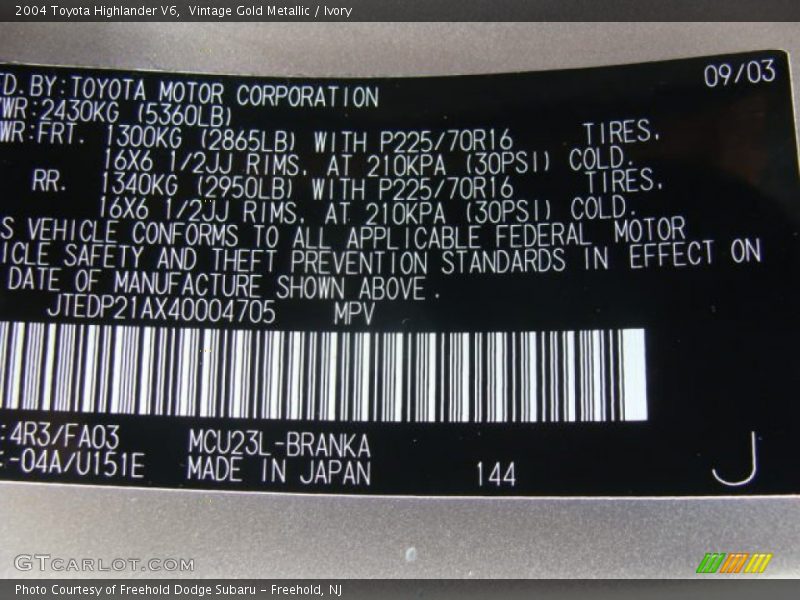 2004 Toyota Highlander V6,  Vintage Gold Metallic / Ivory
09/03
D.BY:TOYOTA MOTOR CORPORATION
WR:2430KG (5360LB)
WR:FRT. 1300KG (2865LB) WITH P225/70R16 TIRES,
16X6 1/2JJ RIMS, AT 210KPA (30PSI) COLD.
RR. 1340KG (2950LB) WITH P225/70R16 TIRES,
16X6 1/2JJ RIMS, AT 210KPA (30PSI) COLD.
S VEHICLE CONFORMS TO ALL APPLICABLE FEDERAL MOTOR
ICLE SAFETY AND THEFT PREVENTION STANDARDS IN EFFECT ON
DATE OF MANUFACTURE SHOWN ABOVE.
JTEDP21AX40004705 MPV
:4R3/FA03 MCU23L-BRANKA
E-04A/U151E MADE IN JAPAN 144 J
GTCARLOT.COM
Photo Courtesy of Freehold Dodge Subaru - Freehold, NJ